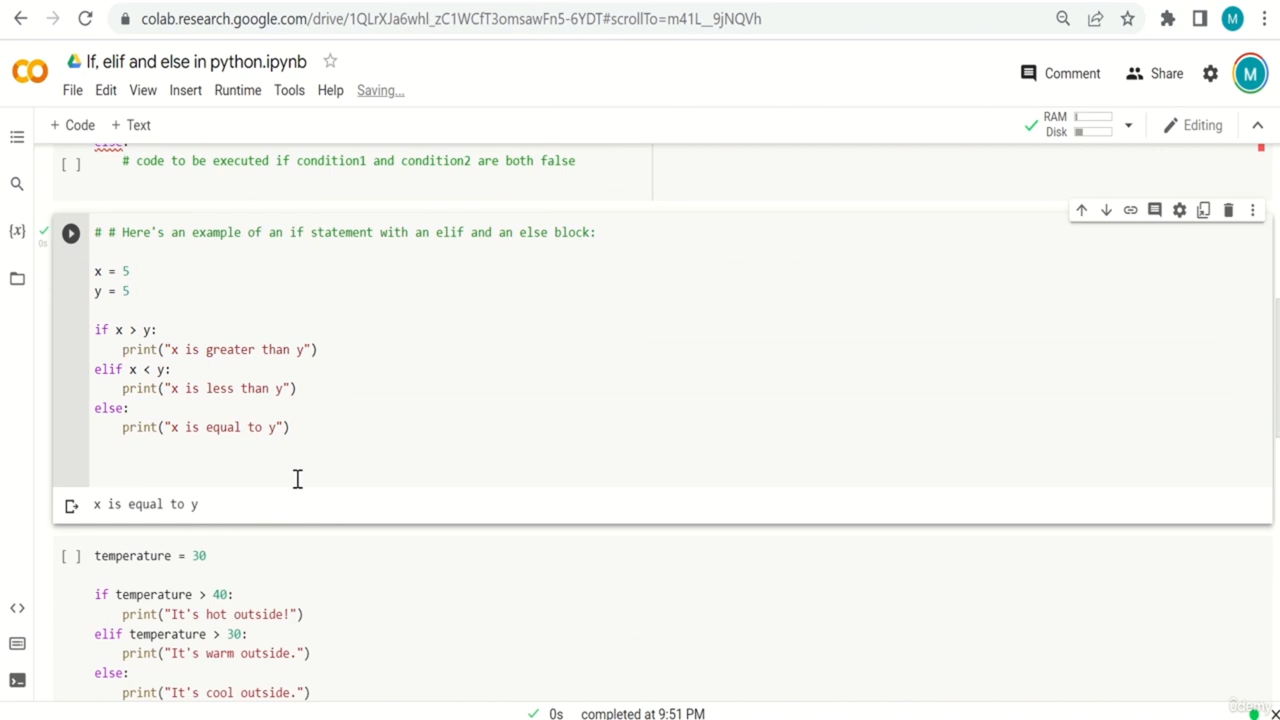 colab.research.google.com/drive/1QLrXJa6whl_zC1WCfT3omsawFn5-6YDT#scrollTo=m41L__9jNQVh
M
If, elif and else in python.ipynb
File Edit View Insert Runtime Tools Help Saving...
Comment
Share
M
+ Code + Text
RAM
Disk
Editing
else:
[ ] # code to be executed if condition1 and condition2 are both false
{x}
0s
# # Here's an example of an if statement with an elif and an else block:
x = 5
y = 5
if x > y:
print("x is greater than y")
elif x < y:
print("x is less than y")
else:
print("x is equal to y")
x is equal to y
[ ] temperature = 30
if temperature > 40:
print("It's hot outside!")
elif temperature > 30:
print("It's warm outside.")
else:
print("It's cool outside.")
0s completed at 9:51 PM
ûdemy